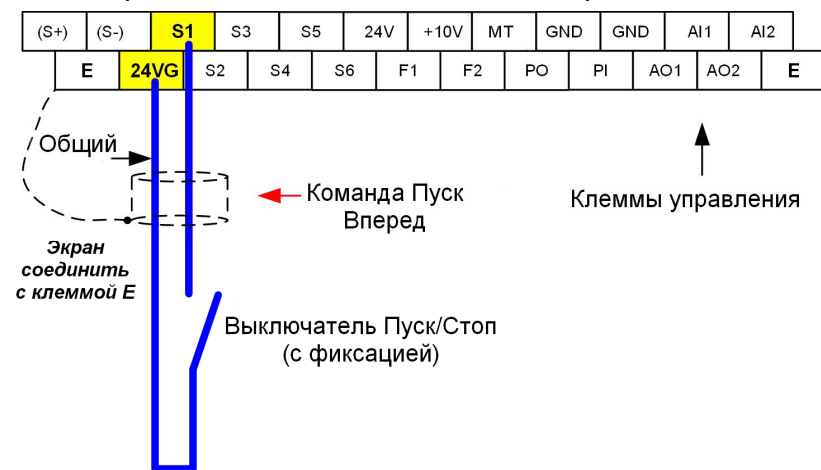 (S+) (S-) S1 S3 S5 24V +10V MT GND GND AI1 AI2
E 24VG S2 S4 S6 F1 F2 PO PI AO1 AO2 E
Общий
Команда Пуск
Вперед
Клеммы управления
Экран
соединить
с клеммой E
Выключатель Пуск/Стоп
(с фиксацией)